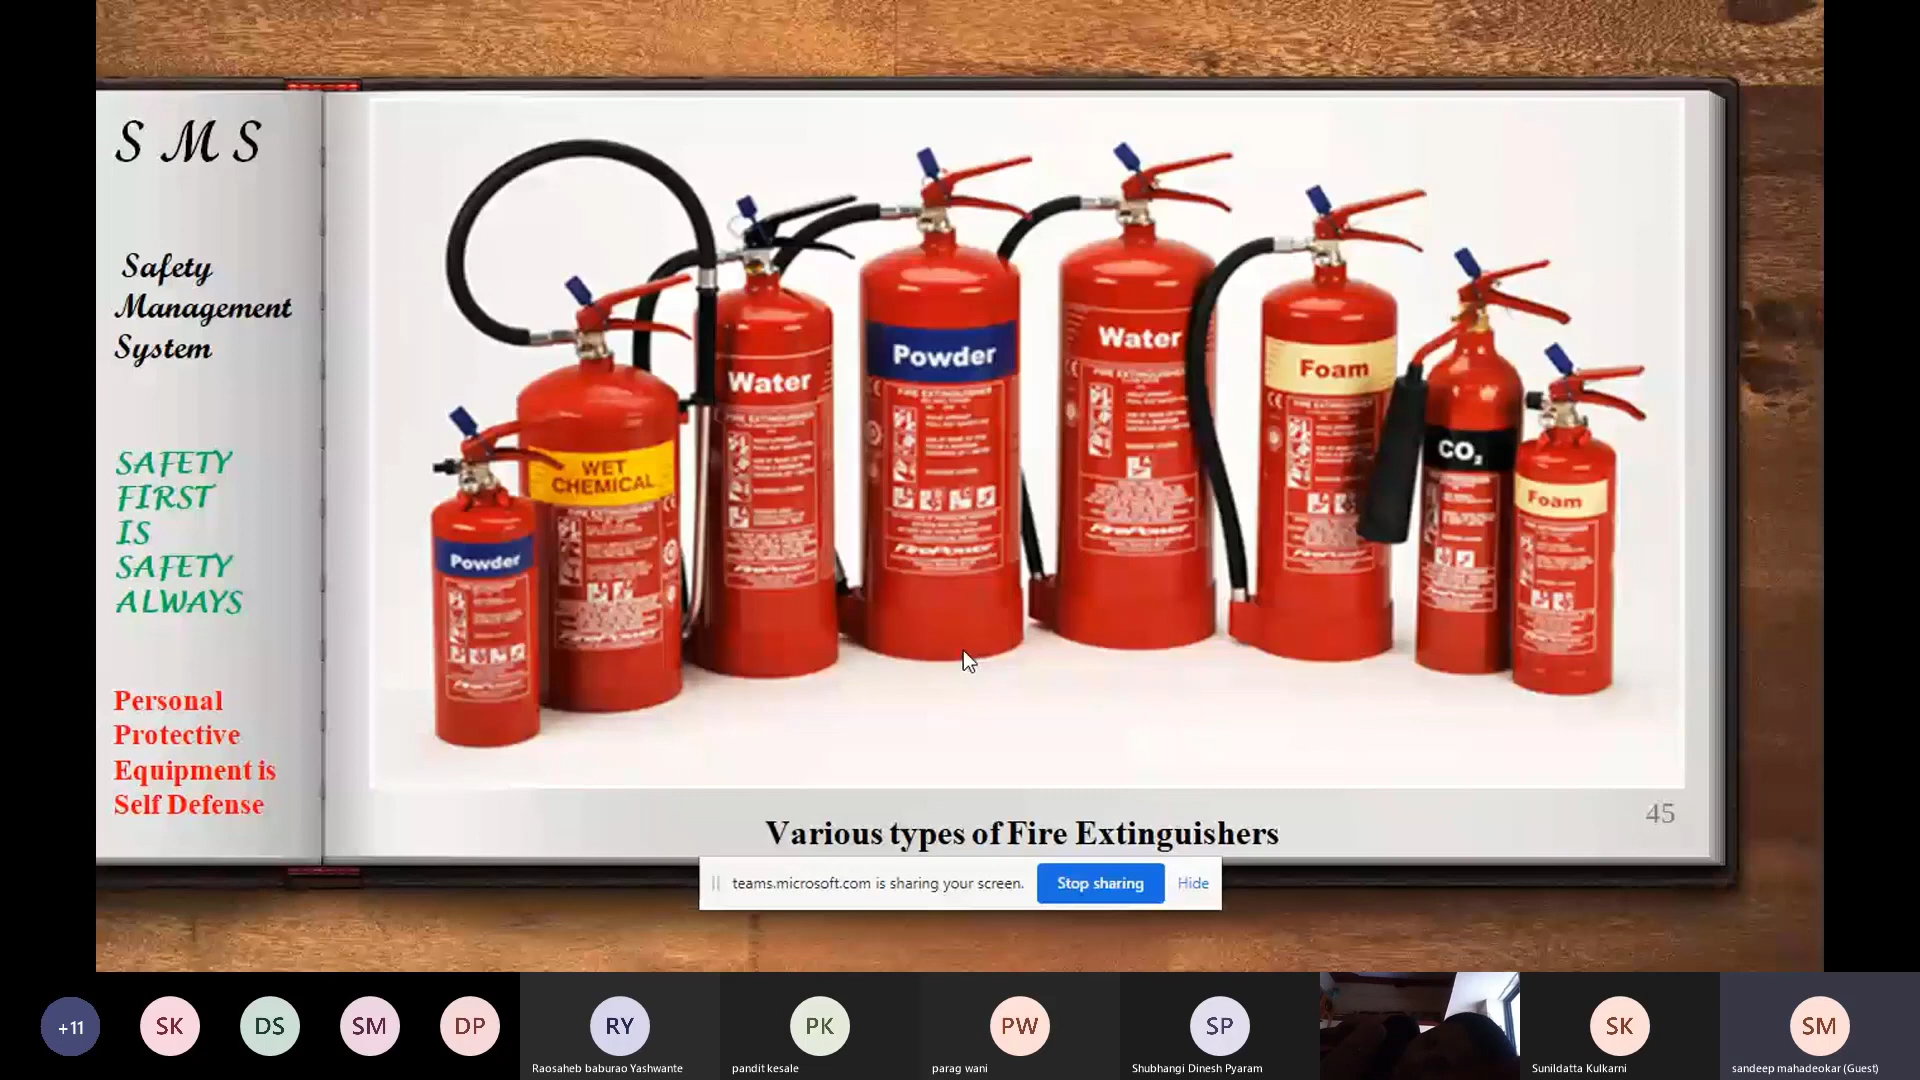 S M S
Safety
Management
System
SAFETY
FIRST
IS
SAFETY
ALWAYS
Personal
Protective
Equipment is
Self Defense
Powder
WET
CHEMICAL
Water
Powder
Water
Foam
CO₂
Foam
FIRE EXTINGUISHER
FirePower
Various types of Fire Extinguishers
45
teams.microsoft.com is sharing your screen.
Stop sharing
Hide
+11
SK
DS
SM
DP
RY
Raosaheb baburao Yashwante
PK
pandit kesale
PW
parag wani
SP
Shubhangi Dinesh Pyaram
SK
Sunildatta Kulkarni
SM
sandeep mahadeokar (Guest)